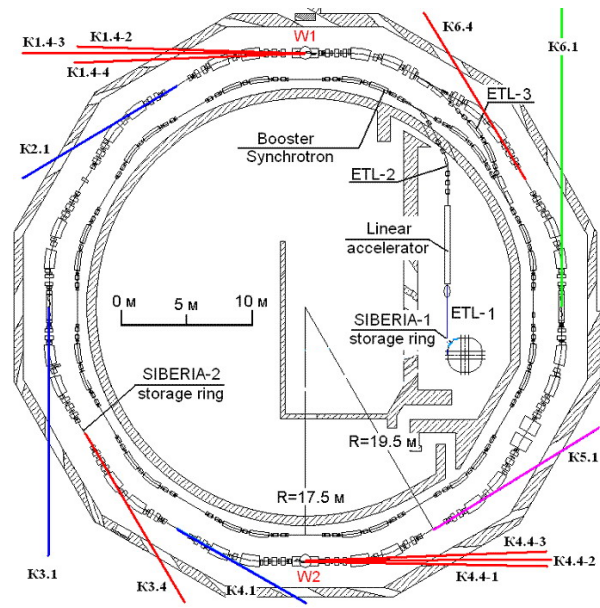 K1.4-2
K1.4-3
K1.4-4
W1
K6.4
K6.1
ETL-3
K2.1
Booster
Synchrotron
ETL-2
Linear
accelerator
0 м 5 м 10 м
ETL-1
SIBERIA-1
storage ring
SIBERIA-2
storage ring
R=19.5 м
K5.1
R=17.5 м
K4.4-3
K4.4-2
K4.4-1
K3.1
K3.4
K4.1
W2